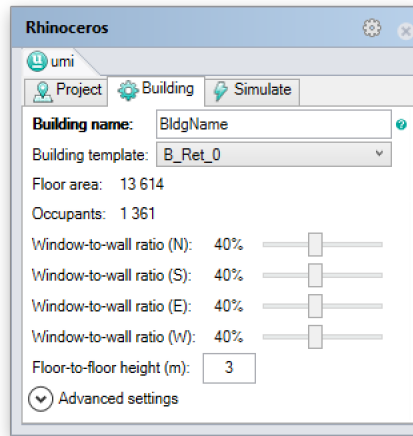 Rhinoceros
umi
Project Building Simulate
Building name: BldgName
Building template: B_Ret_0
Floor area: 13 614
Occupants: 1 361
Window-to-wall ratio (N): 40%
Window-to-wall ratio (S): 40%
Window-to-wall ratio (E): 40%
Window-to-wall ratio (W): 40%
Floor-to-floor height (m): 3
Advanced settings